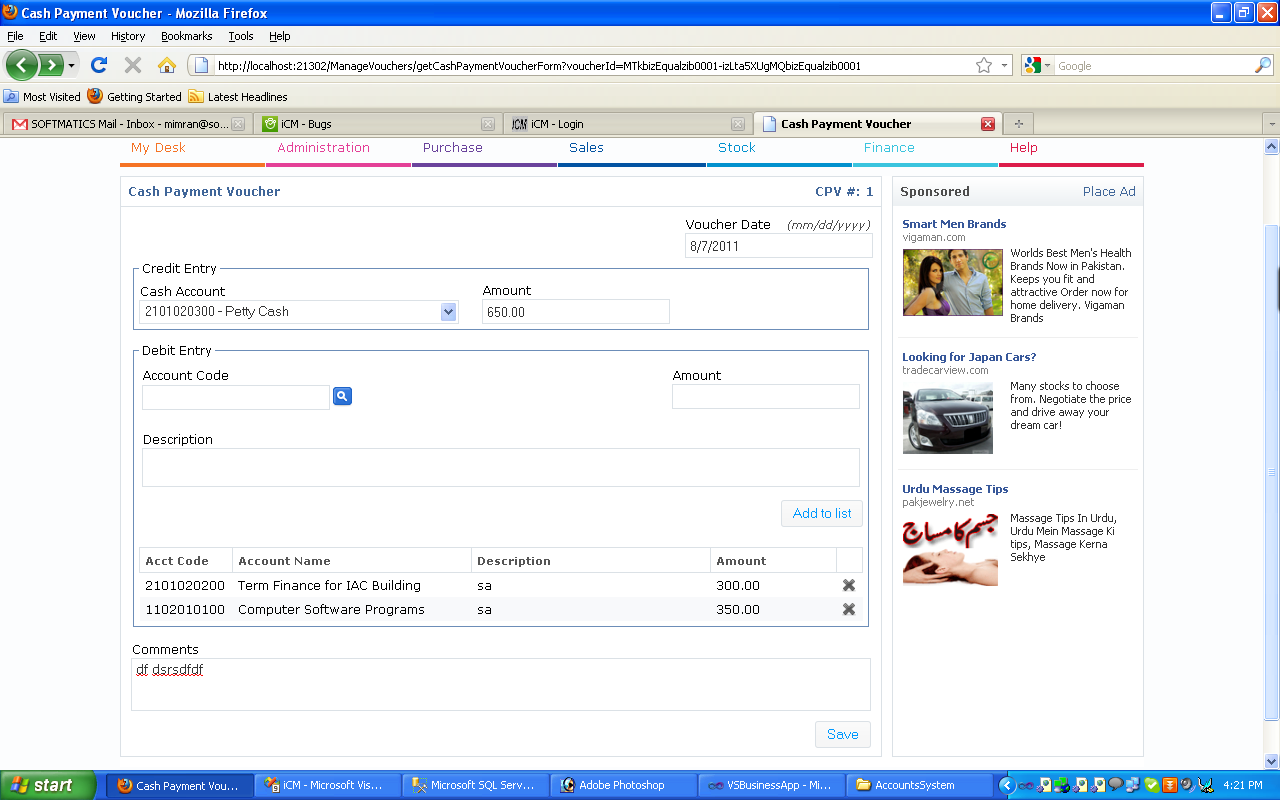 Cash Payment Voucher - Mozilla Firefox
File Edit View History Bookmarks Tools Help
http://localhost:21302/ManageVouchers/getCashPaymentVoucherForm?voucherId=MTkbizEqualzib0001-izLta5XUgMQbizEqualzib0001
Google
Most Visited Getting Started Latest Headlines
SOFTMATICS Mail - Inbox - mimran@so... iCM - Bugs iCM iCM - Login Cash Payment Voucher
My Desk Administration Purchase Sales Stock Finance Help
Cash Payment Voucher CPV #: 1
Voucher Date (mm/dd/yyyy)
8/7/2011
Credit Entry
Cash Account Amount
2101020300 - Petty Cash 650.00
Debit Entry
Account Code Amount
Description
Add to list
Acct Code Account Name Description Amount
2101020200 Term Finance for IAC Building sa 300.00
1102010100 Computer Software Programs sa 350.00
Comments
df dsrsdfdf
Save
Sponsored Place Ad
Smart Men Brands
vigaman.com
Worlds Best Men's Health
Brands Now in Pakistan.
Keeps you fit and
attractive Order now for
home delivery. Vigaman
Brands
Looking for Japan Cars?
tradecarview.com
Many stocks to choose
from. Negotiate the price
and drive away your
dream car!
Urdu Massage Tips
pakjewelry.net
جسم کا مساج
Massage Tips In Urdu,
Urdu Mein Massage Ki
tips, Massage Kerna
Sekhye
start Cash Payment Vou... iCM - Microsoft Vis... Microsoft SQL Serv... Adobe Photoshop VSBusinessApp - Mi... AccountsSystem 4:21 PM